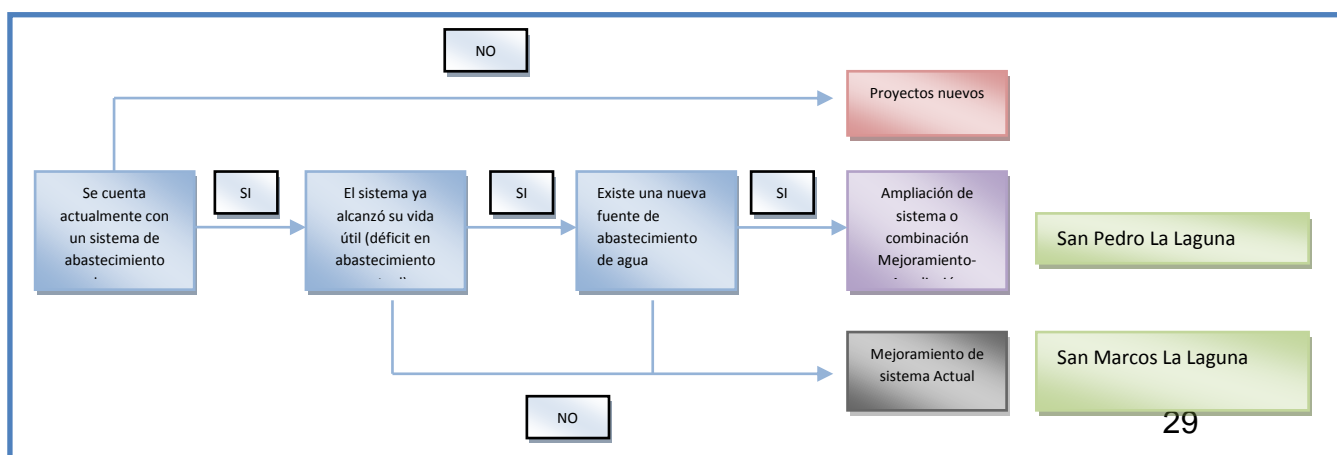 NO
Proyectos nuevos
Se cuenta
actualmente con
un sistema de
abastecimiento
SI
El sistema ya
alcanzó su vida
útil (déficit en
abastecimiento
SI
Existe una nueva
fuente de
abastecimiento
de agua
SI
Ampliación de
sistema o
combinación
Mejoramiento-
San Pedro La Laguna
Mejoramiento de
sistema Actual
San Marcos La Laguna
NO
29